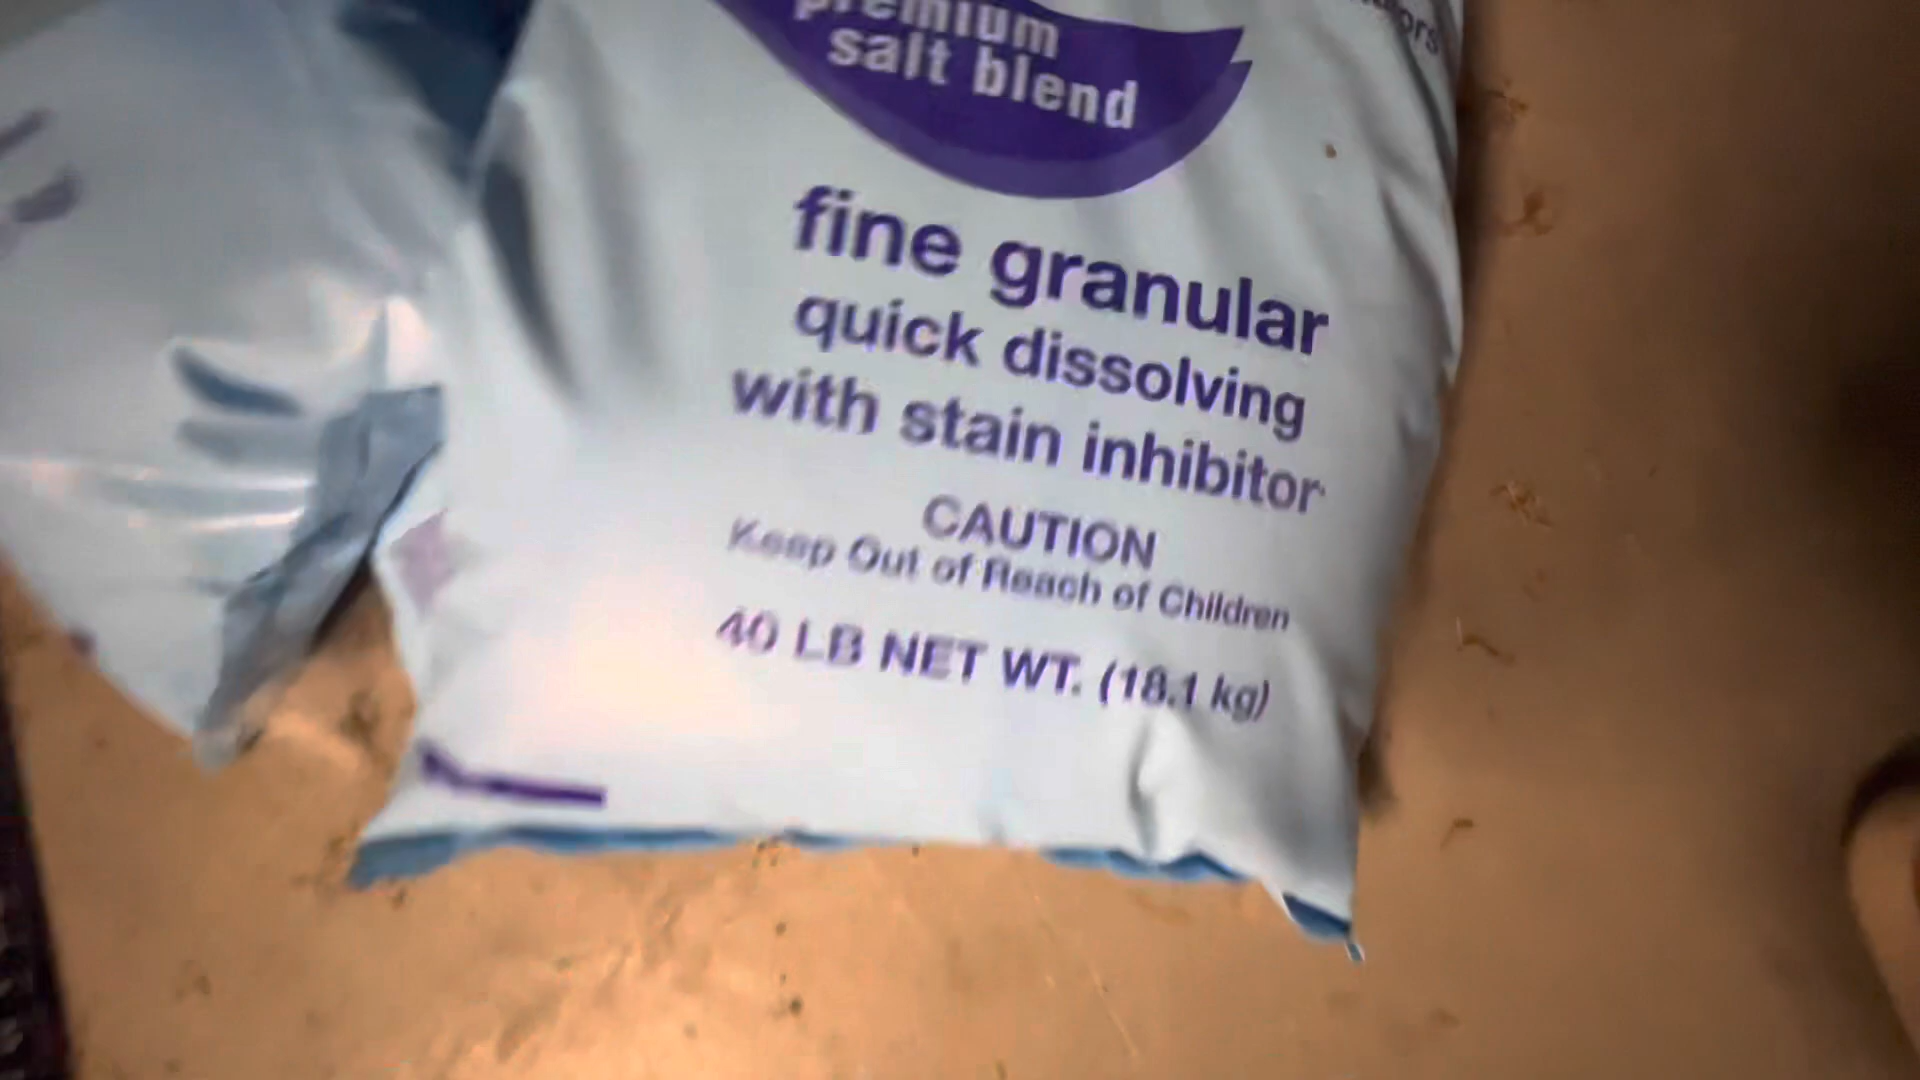 premium
salt blend
fine granular
quick dissolving
with stain inhibitor
CAUTION
Keep Out of Reach of Children
40 LB NET WT. (18.1 kg)